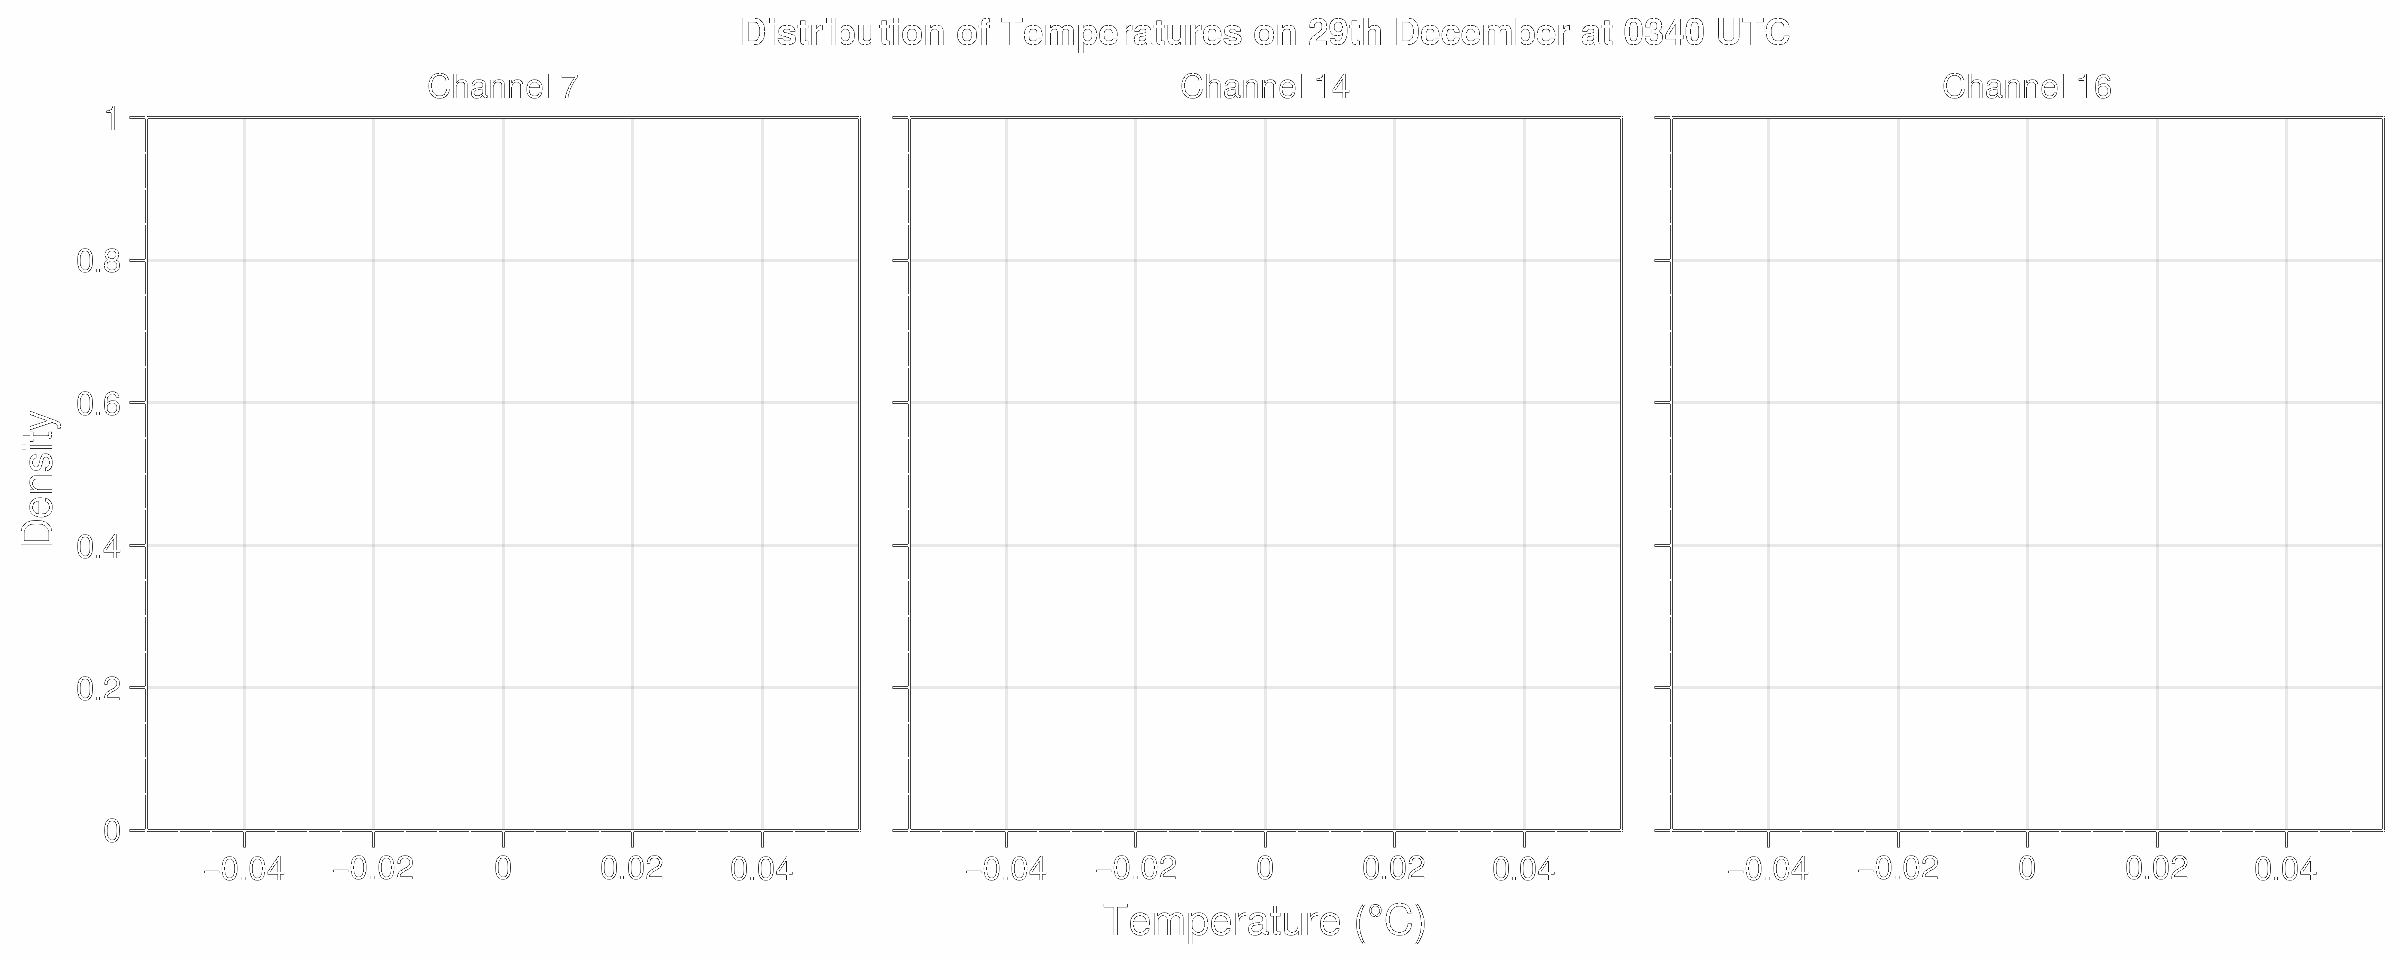 Distribution of Temperatures on 29th December at 0340 UTC
Channel 7 Channel 14 Channel 16
1
0.8
0.6
0.4
0.2
0
Density
−0.04 −0.02 0 0.02 0.04 −0.04 −0.02 0 0.02 0.04 −0.04 −0.02 0 0.02 0.04
Temperature (°C)